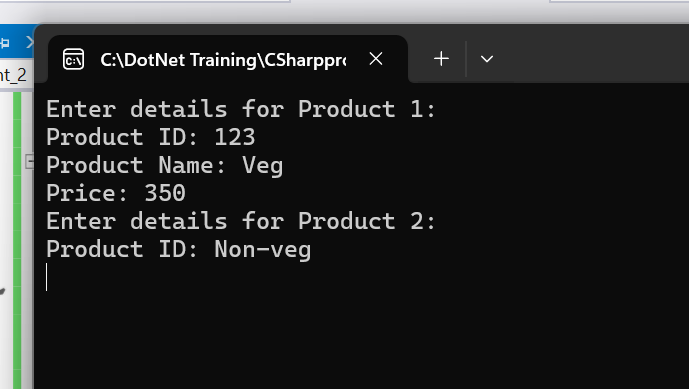 nt_2
C:\DotNet Training\CSharppr
Enter details for Product 1:
Product ID: 123
Product Name: Veg
Price: 350
Enter details for Product 2:
Product ID: Non-veg